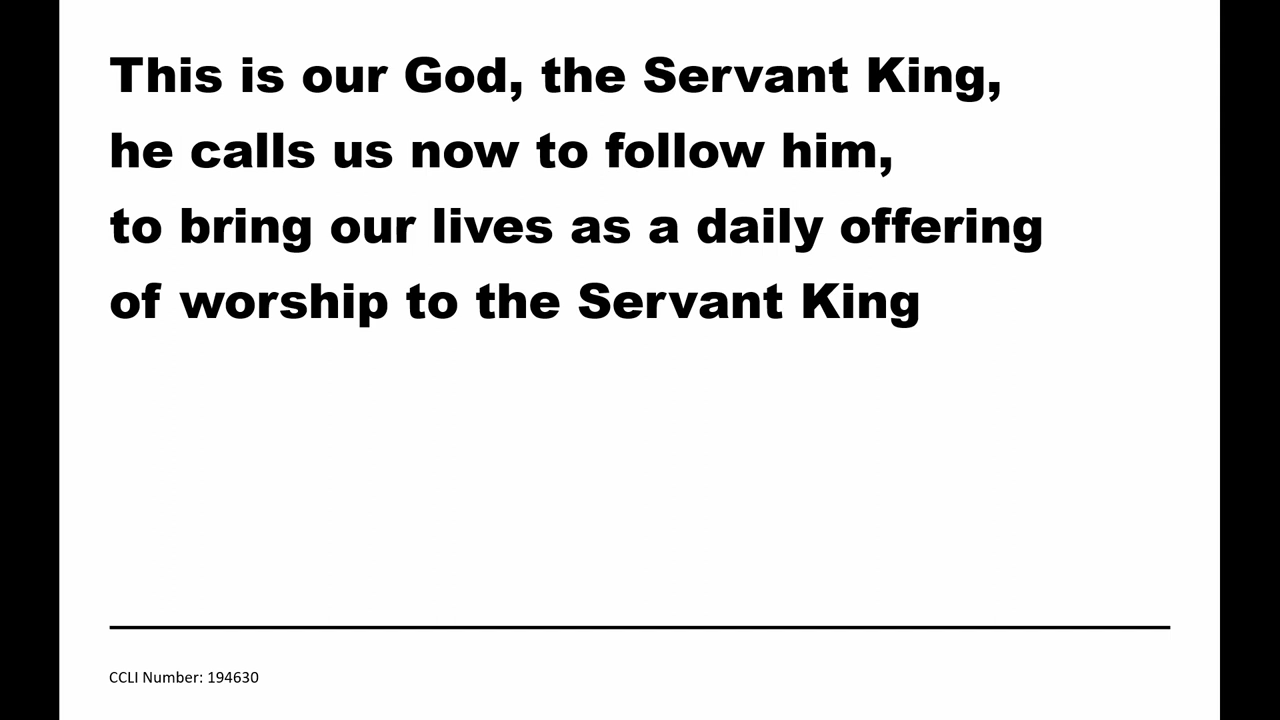 This is our God, the Servant King,
he calls us now to follow him,
to bring our lives as a daily offering
of worship to the Servant King
CCLI Number: 194630